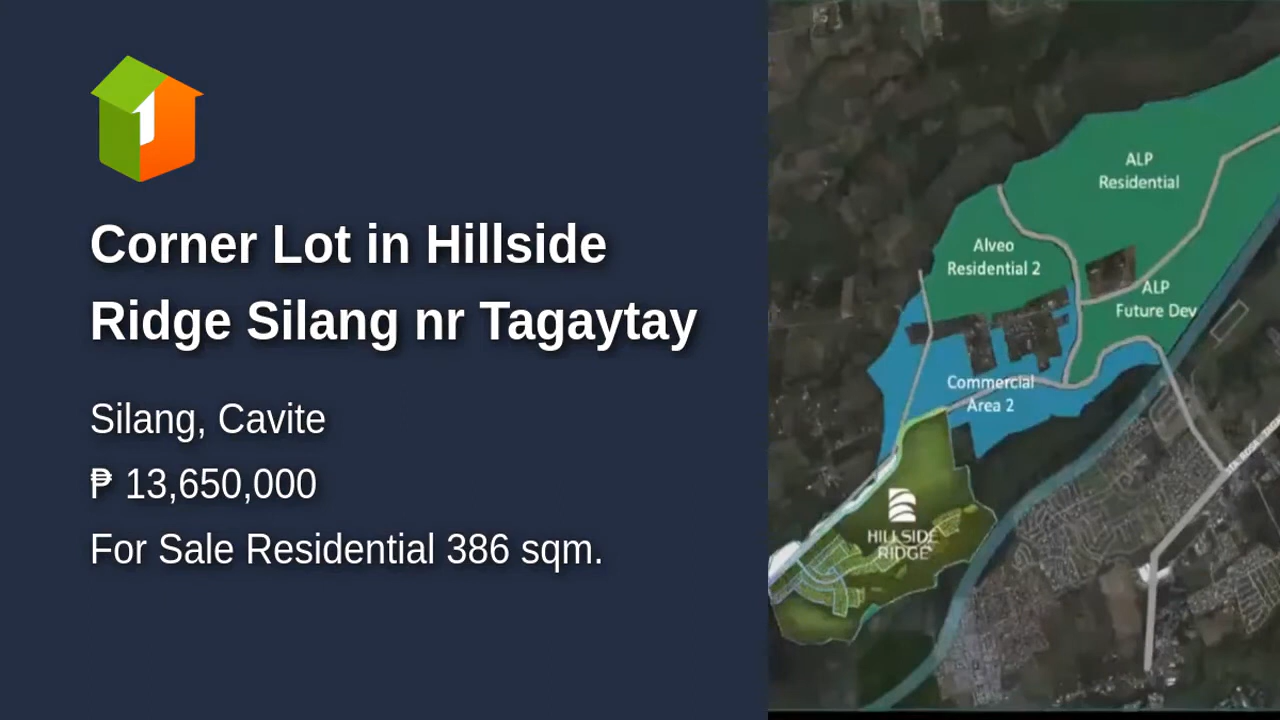 Corner Lot in Hillside
Ridge Silang nr Tagaytay
Silang, Cavite
₱ 13,650,000
For Sale Residential 386 sqm.
ALP
Residential
Alveo
Residential 2
ALP
Future Dev
Commercial
Area 2
HILLSIDE
RIDGE